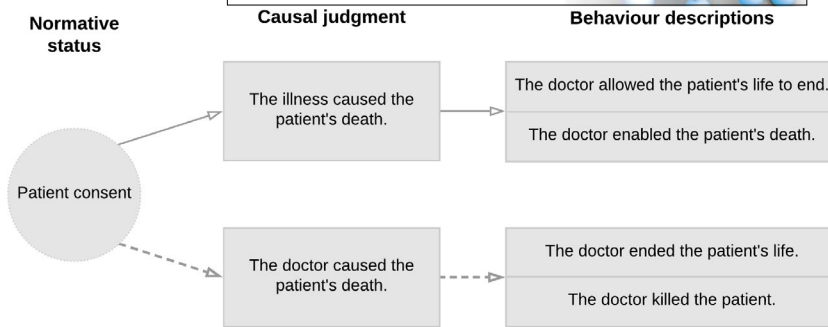 Normative
status
Causal judgment
Behaviour descriptions
Patient consent
The illness caused the
patient's death.
The doctor allowed the patient's life to end.
The doctor enabled the patient's death.
The doctor caused the
patient's death.
The doctor ended the patient's life.
The doctor killed the patient.